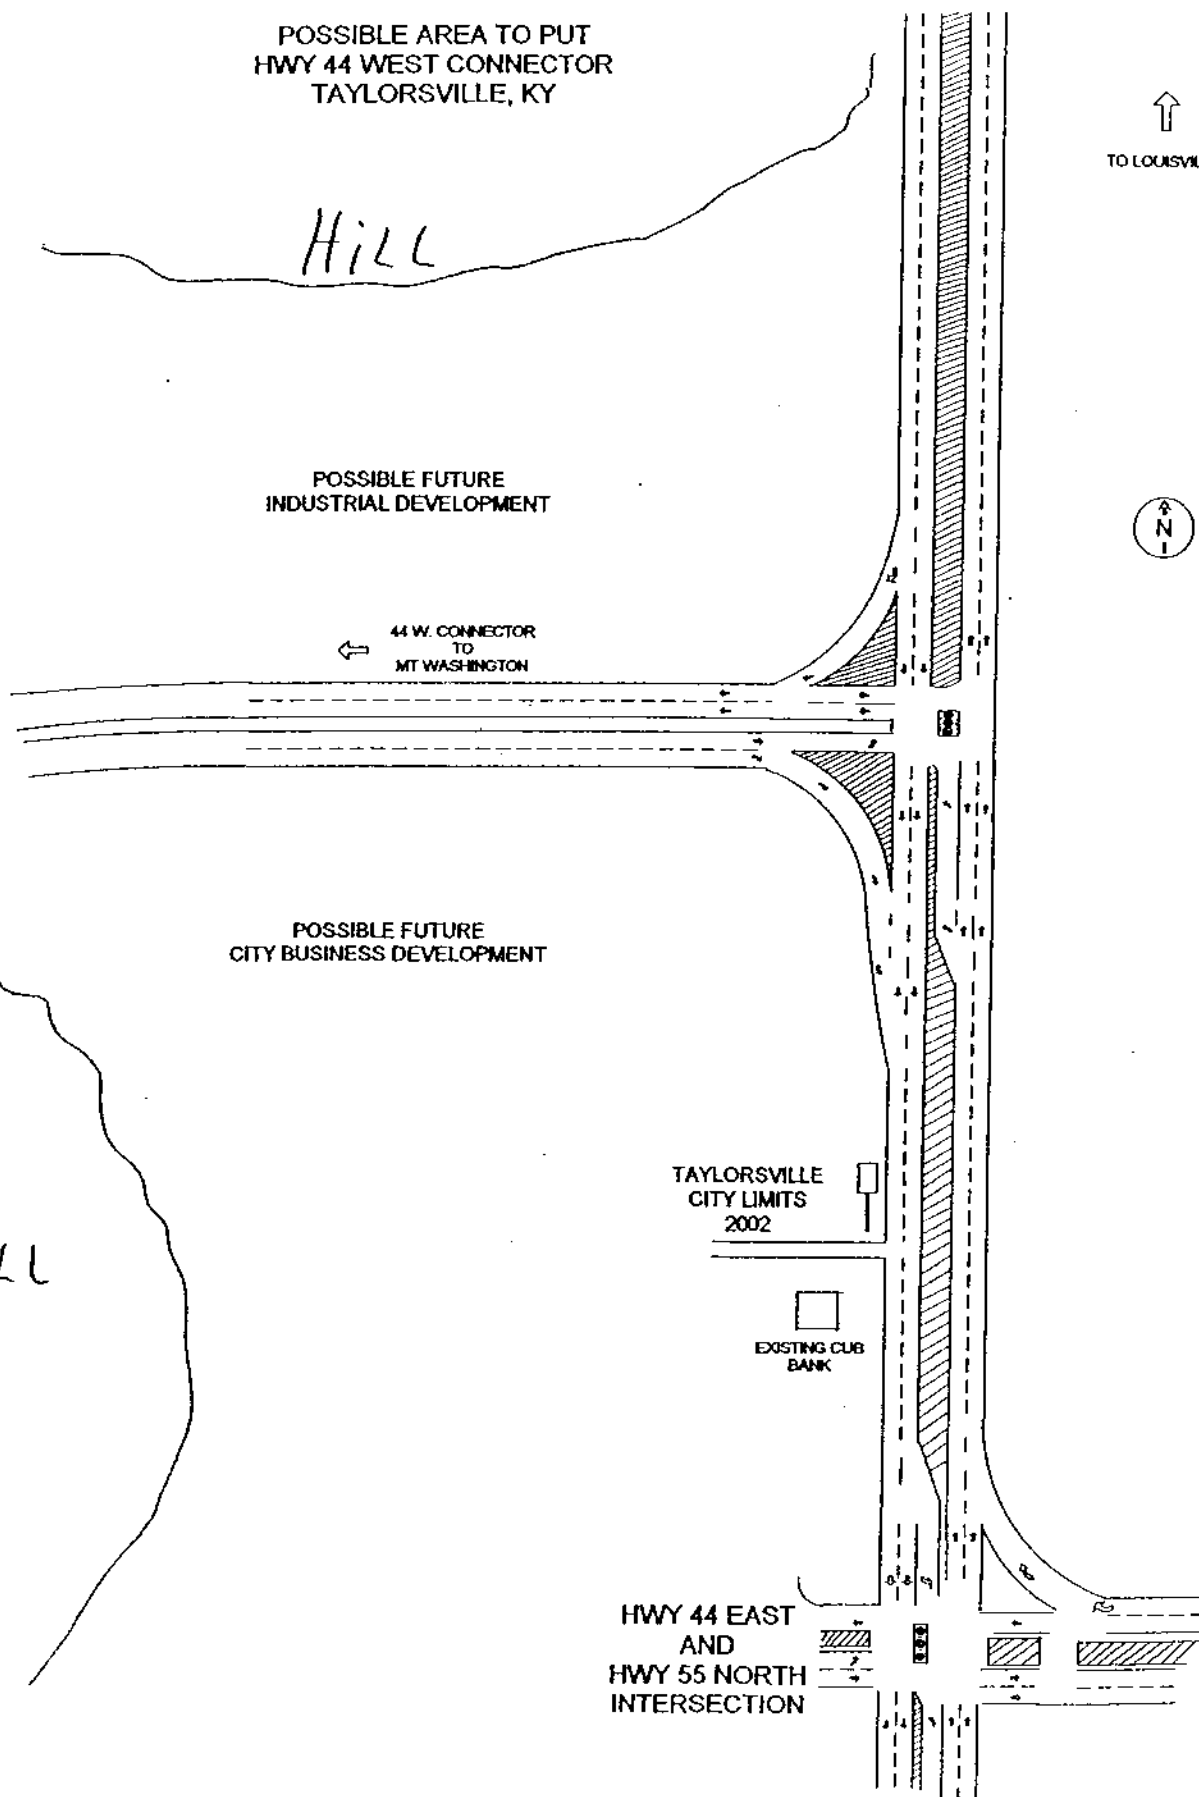 POSSIBLE AREA TO PUT
HWY 44 WEST CONNECTOR
TAYLORSVILLE, KY
TO LOUISVIL
HiLL
POSSIBLE FUTURE
INDUSTRIAL DEVELOPMENT
N
44 W. CONNECTOR
TO
MT WASHINGTON
POSSIBLE FUTURE
CITY BUSINESS DEVELOPMENT
TAYLORSVILLE
CITY LIMITS
2002
LL
EXISTING CUB
BANK
HWY 44 EAST
AND
HWY 55 NORTH
INTERSECTION